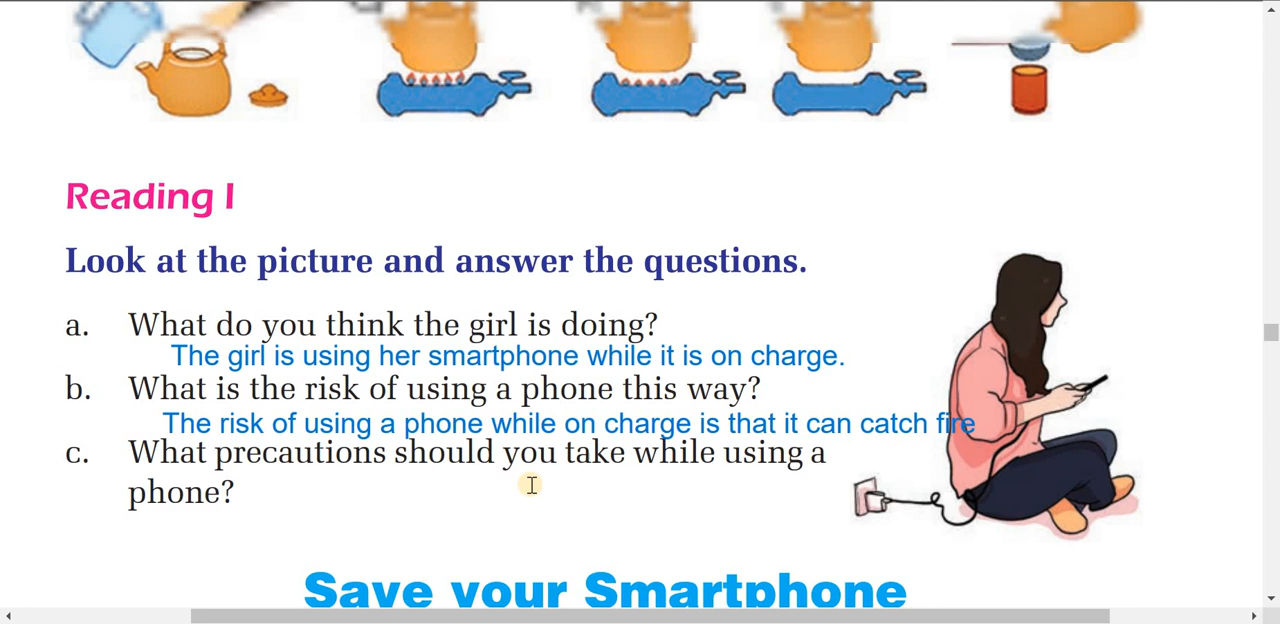 Reading I
Look at the picture and answer the questions.
a. What do you think the girl is doing?
The girl is using her smartphone while it is on charge.
b. What is the risk of using a phone this way?
The risk of using a phone while on charge is that it can catch fire
c. What precautions should you take while using a
phone?
Save your Smartphone